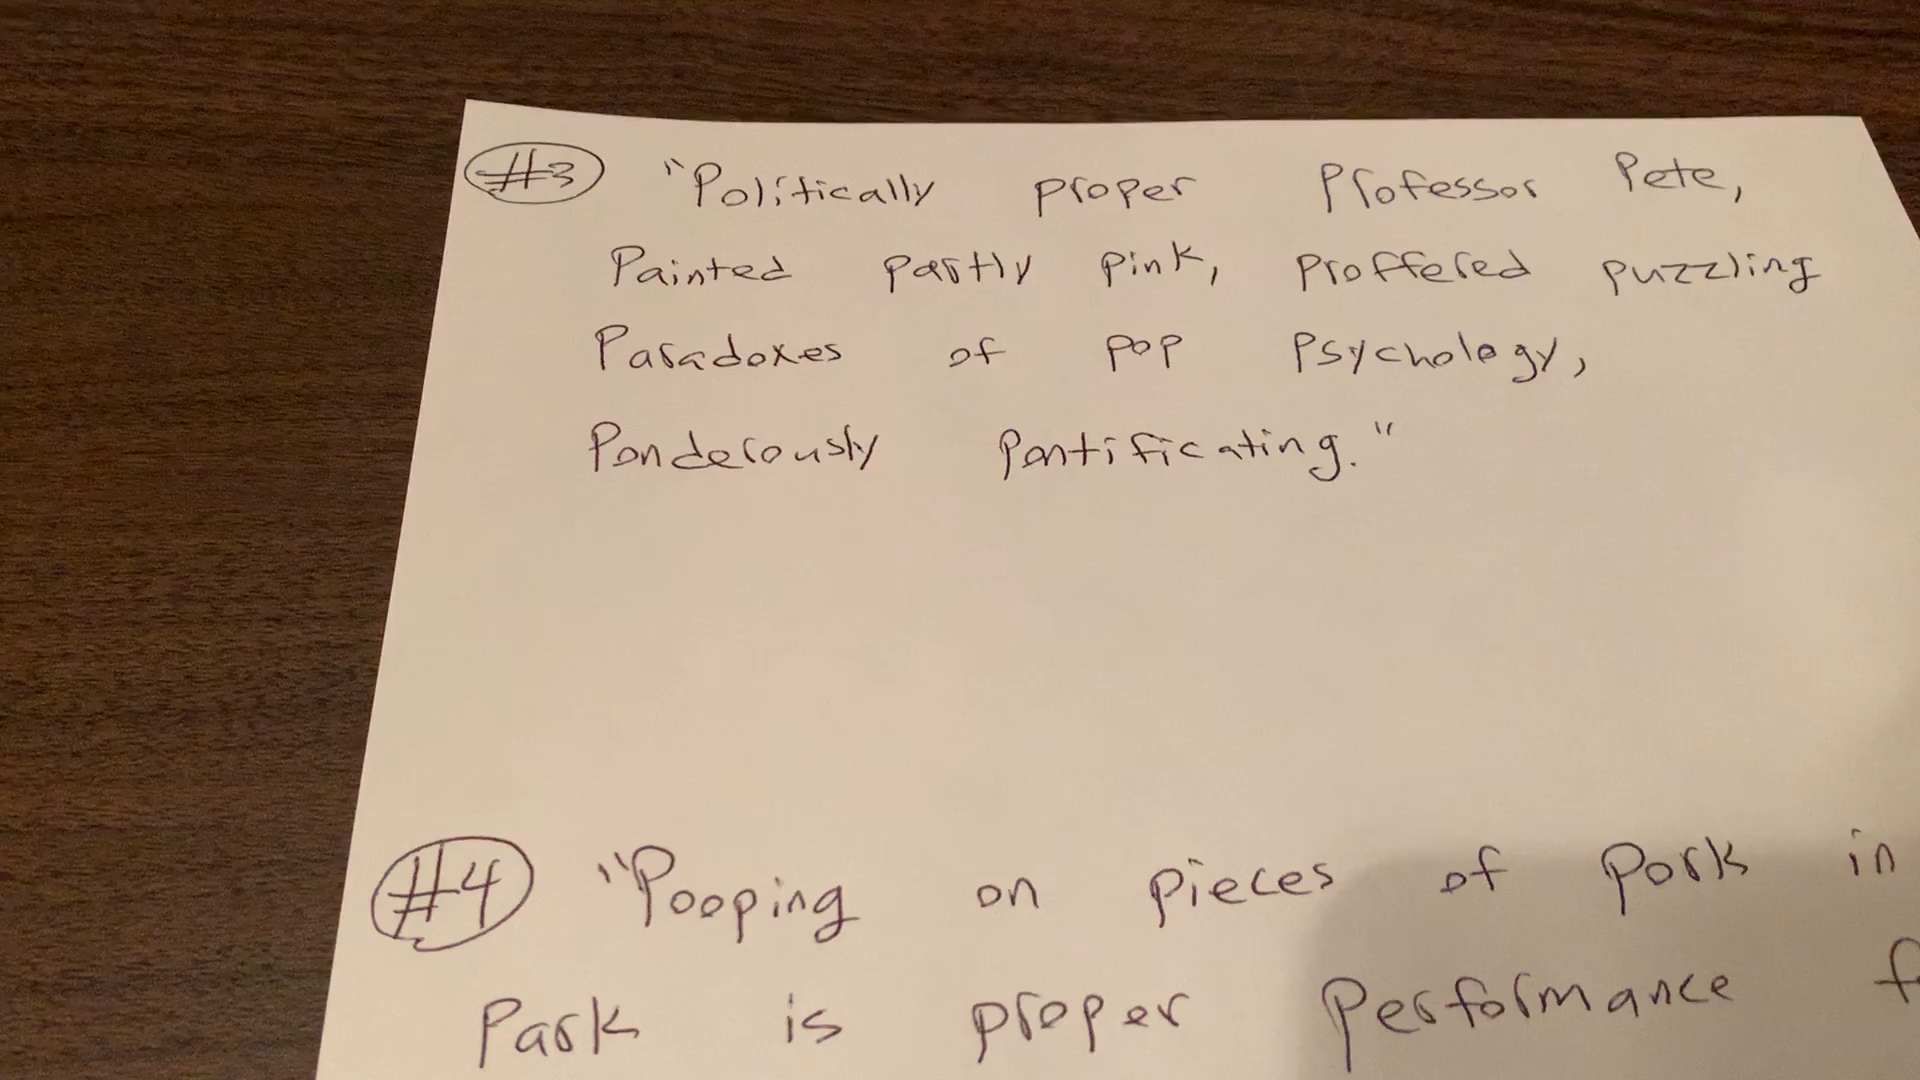 #3 "Politically proper Professor Pete,
Painted partly pink, proffered puzzling
Paradoxes of pop psychology,
Ponderously Pontificating."
#4 "Pooping on pieces of pork in
Park is proper performance